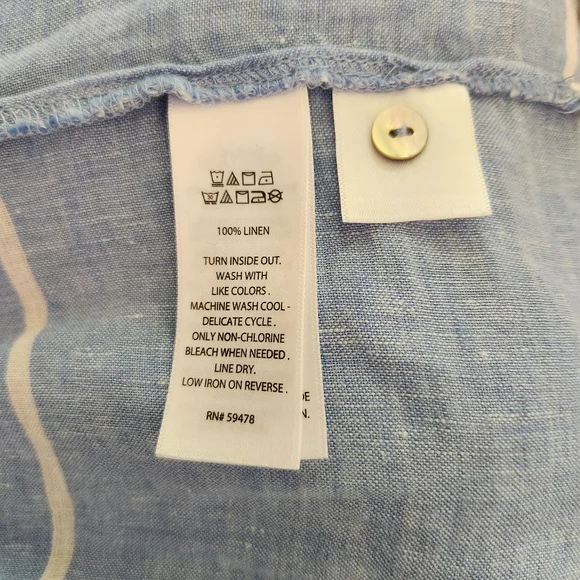 100% LINEN
TURN INSIDE OUT.
WASH WITH
LIKE COLORS .
MACHINE WASH COOL -
DELICATE CYCLE .
ONLY NON-CHLORINE
BLEACH WHEN NEEDED .
LINE DRY.
LOW IRON ON REVERSE .
DE
N.
RN# 59478